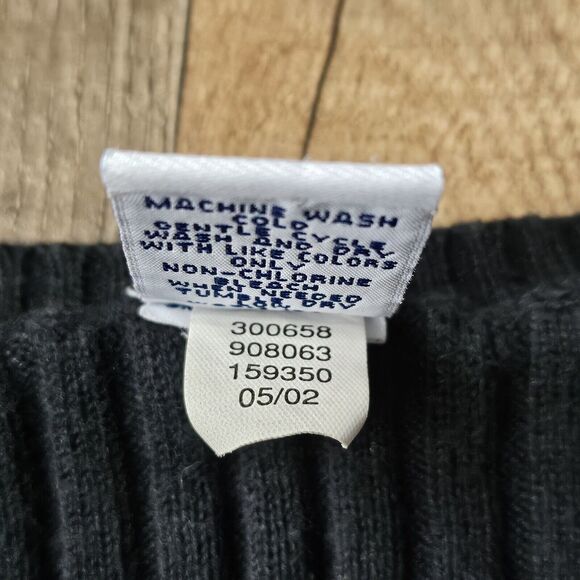 MACHINE WASH
COLD
GENTLE CYCLE
WASH AND DRY
WITH LIKE COLORS
ONLY
NON-CHLORINE
BLEACH
WHEN NEEDED
TUMBLE DRY
300658
908063
159350
05/02